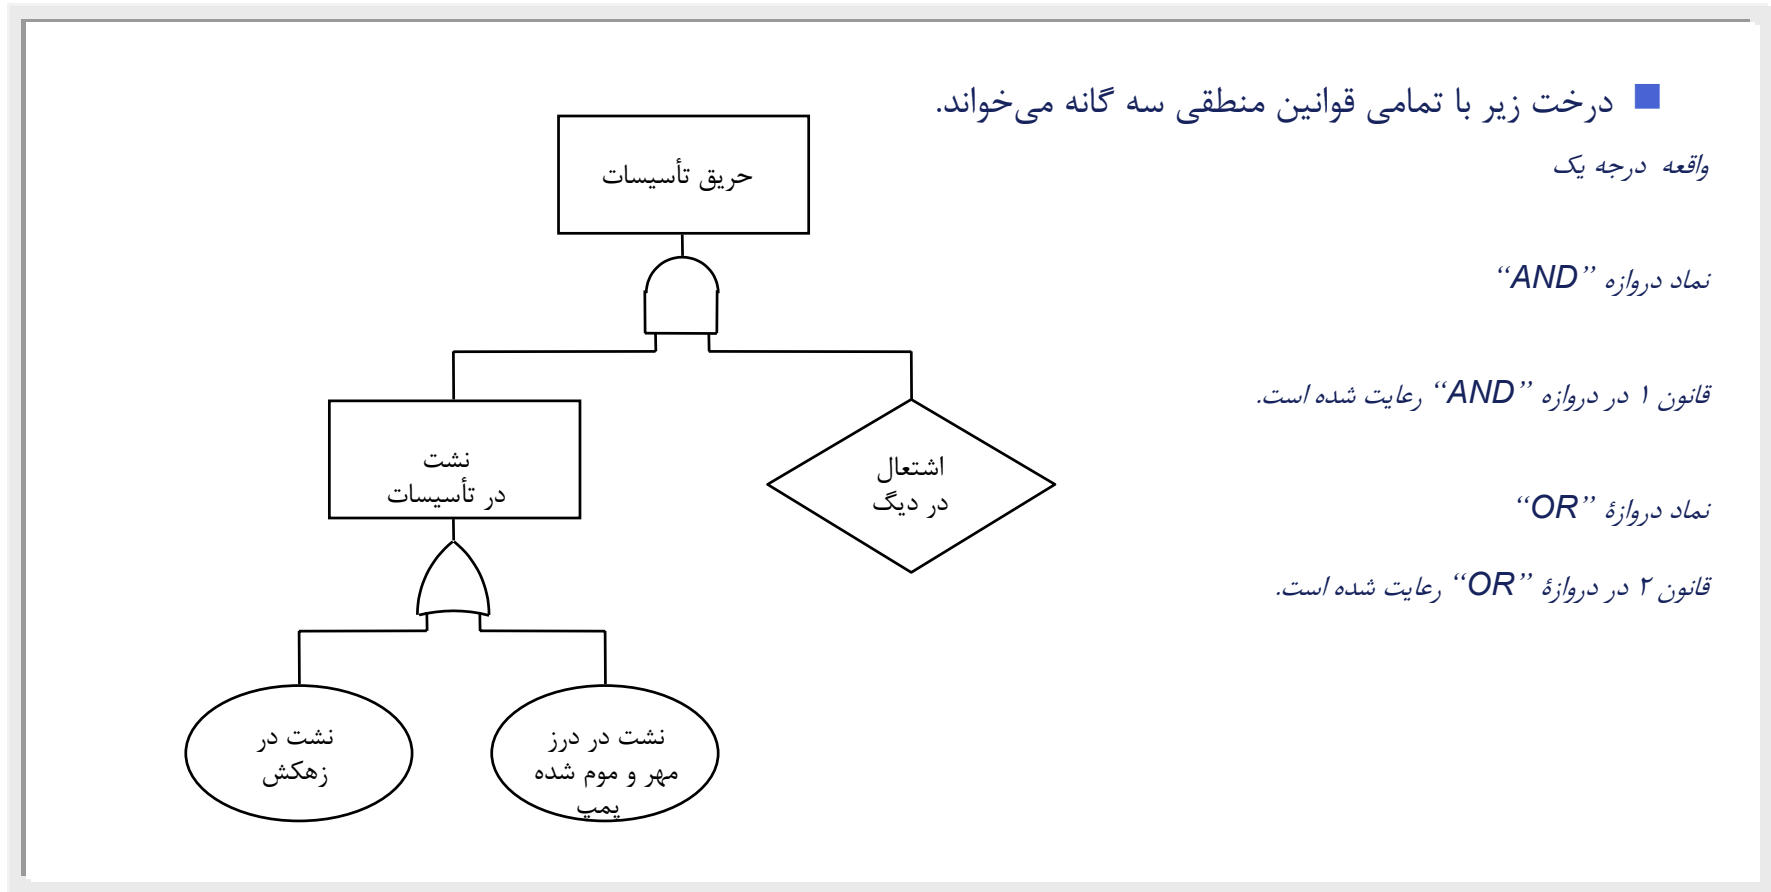 درخت زیر با تمامی قوانین منطقی سه گانه می‌خواند.
واقعه درجه یک
نماد دروازه ”AND“
قانون ۱ در دروازه ”AND“ رعایت شده است.
نماد دروازهٔ ”OR“
قانون ۲ در دروازهٔ ”OR“ رعایت شده است.
حریق تأسیسات
اشتعال
در دیگ
نشت
در تأسیسات
نشت در درز
مهر و موم شده
پمپ
نشت در
زهکش